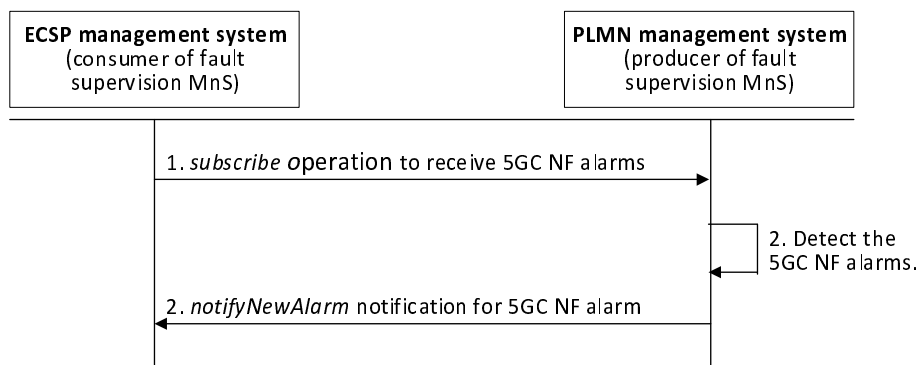 ECSP management system
(consumer of fault
supervision MnS)
PLMN management system
(producer of fault
supervision MnS)
1. subscribe operation to receive 5GC NF alarms
2. Detect the
5GC NF alarms.
2. notifyNewAlarm notification for 5GC NF alarm